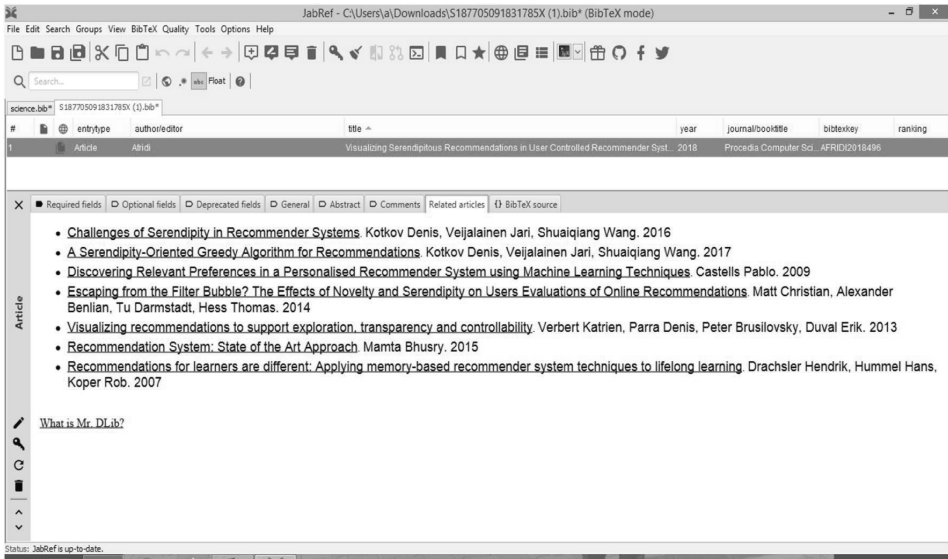 JabRef - C:\Users\a\Downloads\S187705091831785X (1).bib* (BibTeX mode)
File Edit Search Groups View BibTeX Quality Tools Options Help
Search... Float
science.bib* S187705091831785X (1).bib*
# entrytype author/editor title year journal/booktitle bibtexkey ranking
1 Article Afridi Visualizing Serendipitous Recommendations in User Controlled Recommender Syst... 2018 Procedia Computer Sci... AFRIDI2018496
Required fields Optional fields Deprecated fields General Abstract Comments Related articles {} BibTeX source
• Challenges of Serendipity in Recommender Systems. Kotkov Denis, Veijalainen Jari, Shuaiqiang Wang. 2016
• A Serendipity-Oriented Greedy Algorithm for Recommendations. Kotkov Denis, Veijalainen Jari, Shuaiqiang Wang. 2017
• Discovering Relevant Preferences in a Personalised Recommender System using Machine Learning Techniques. Castells Pablo. 2009
• Escaping from the Filter Bubble? The Effects of Novelty and Serendipity on Users Evaluations of Online Recommendations. Matt Christian, Alexander
Benlian, Tu Darmstadt, Hess Thomas. 2014
• Visualizing recommendations to support exploration, transparency and controllability. Verbert Katrien, Parra Denis, Peter Brusilovsky, Duval Erik. 2013
• Recommendation System: State of the Art Approach. Mamta Bhusry. 2015
• Recommendations for learners are different: Applying memory-based recommender system techniques to lifelong learning. Drachsler Hendrik, Hummel Hans,
Koper Rob. 2007
Article
What is Mr. DLib?
Status: JabRef is up-to-date.